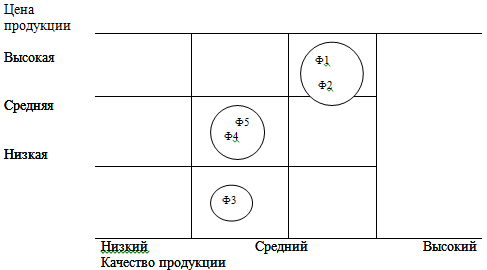 Цена
продукции
Высокая
Ф1
Ф2
Средняя
Ф5
Ф4
Низкая
Ф3
Низкий Средний Высокий
Качество продукции